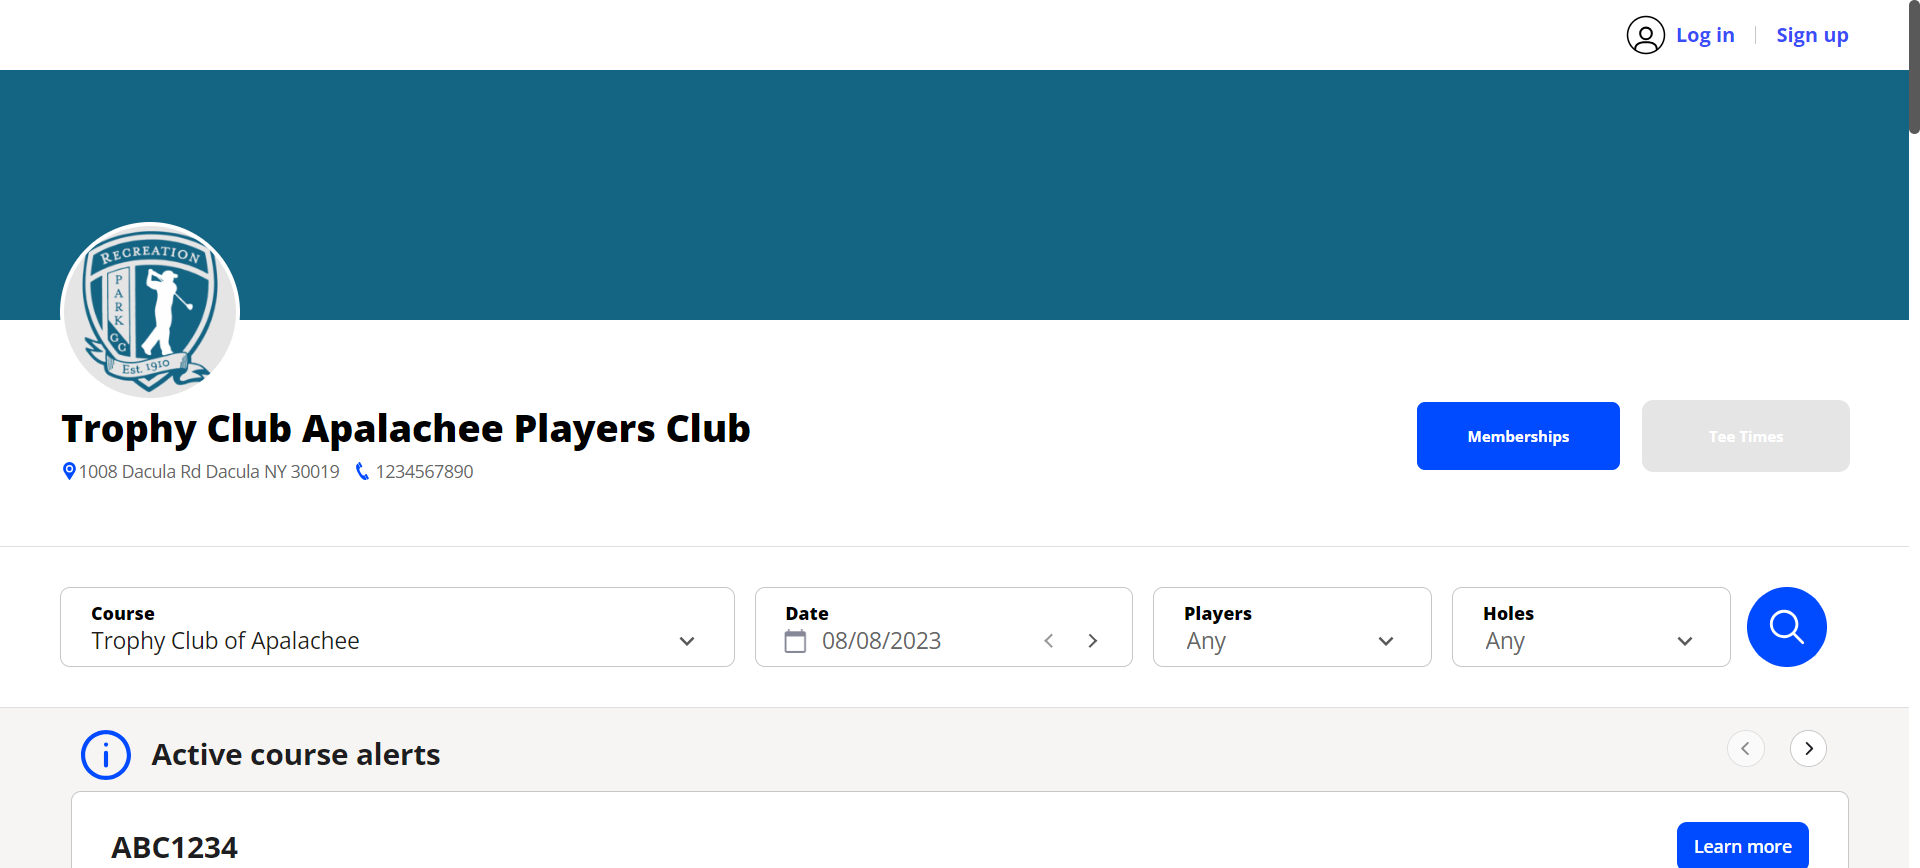 Log in
Sign up
RECREATION
PARK GC
Est. 1910
Trophy Club Apalachee Players Club
1008 Dacula Rd Dacula NY 30019
1234567890
Memberships
Tee Times
Course
Trophy Club of Apalachee
Date
08/08/2023
Players
Any
Holes
Any
Active course alerts
ABC1234
Learn more